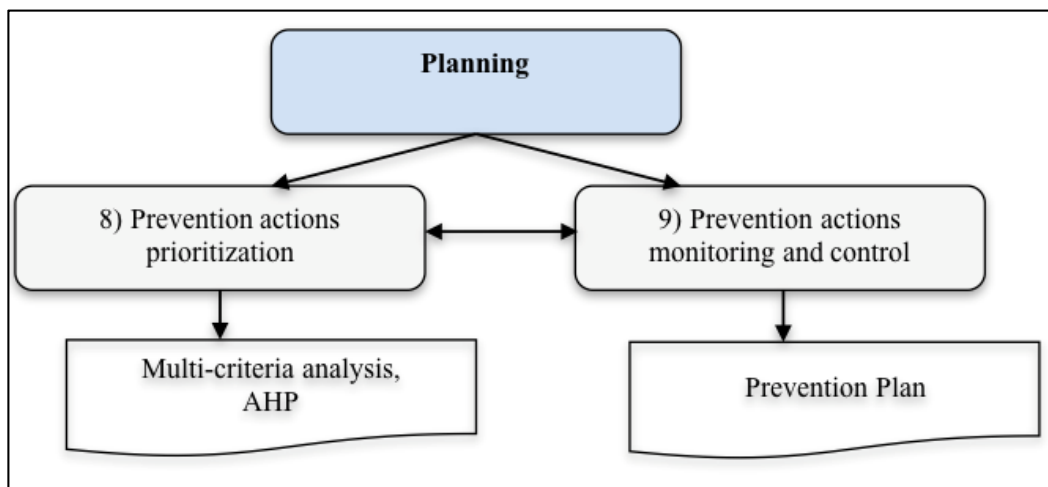 Planning
8) Prevention actions
prioritization
9) Prevention actions
monitoring and control
Multi-criteria analysis,
AHP
Prevention Plan